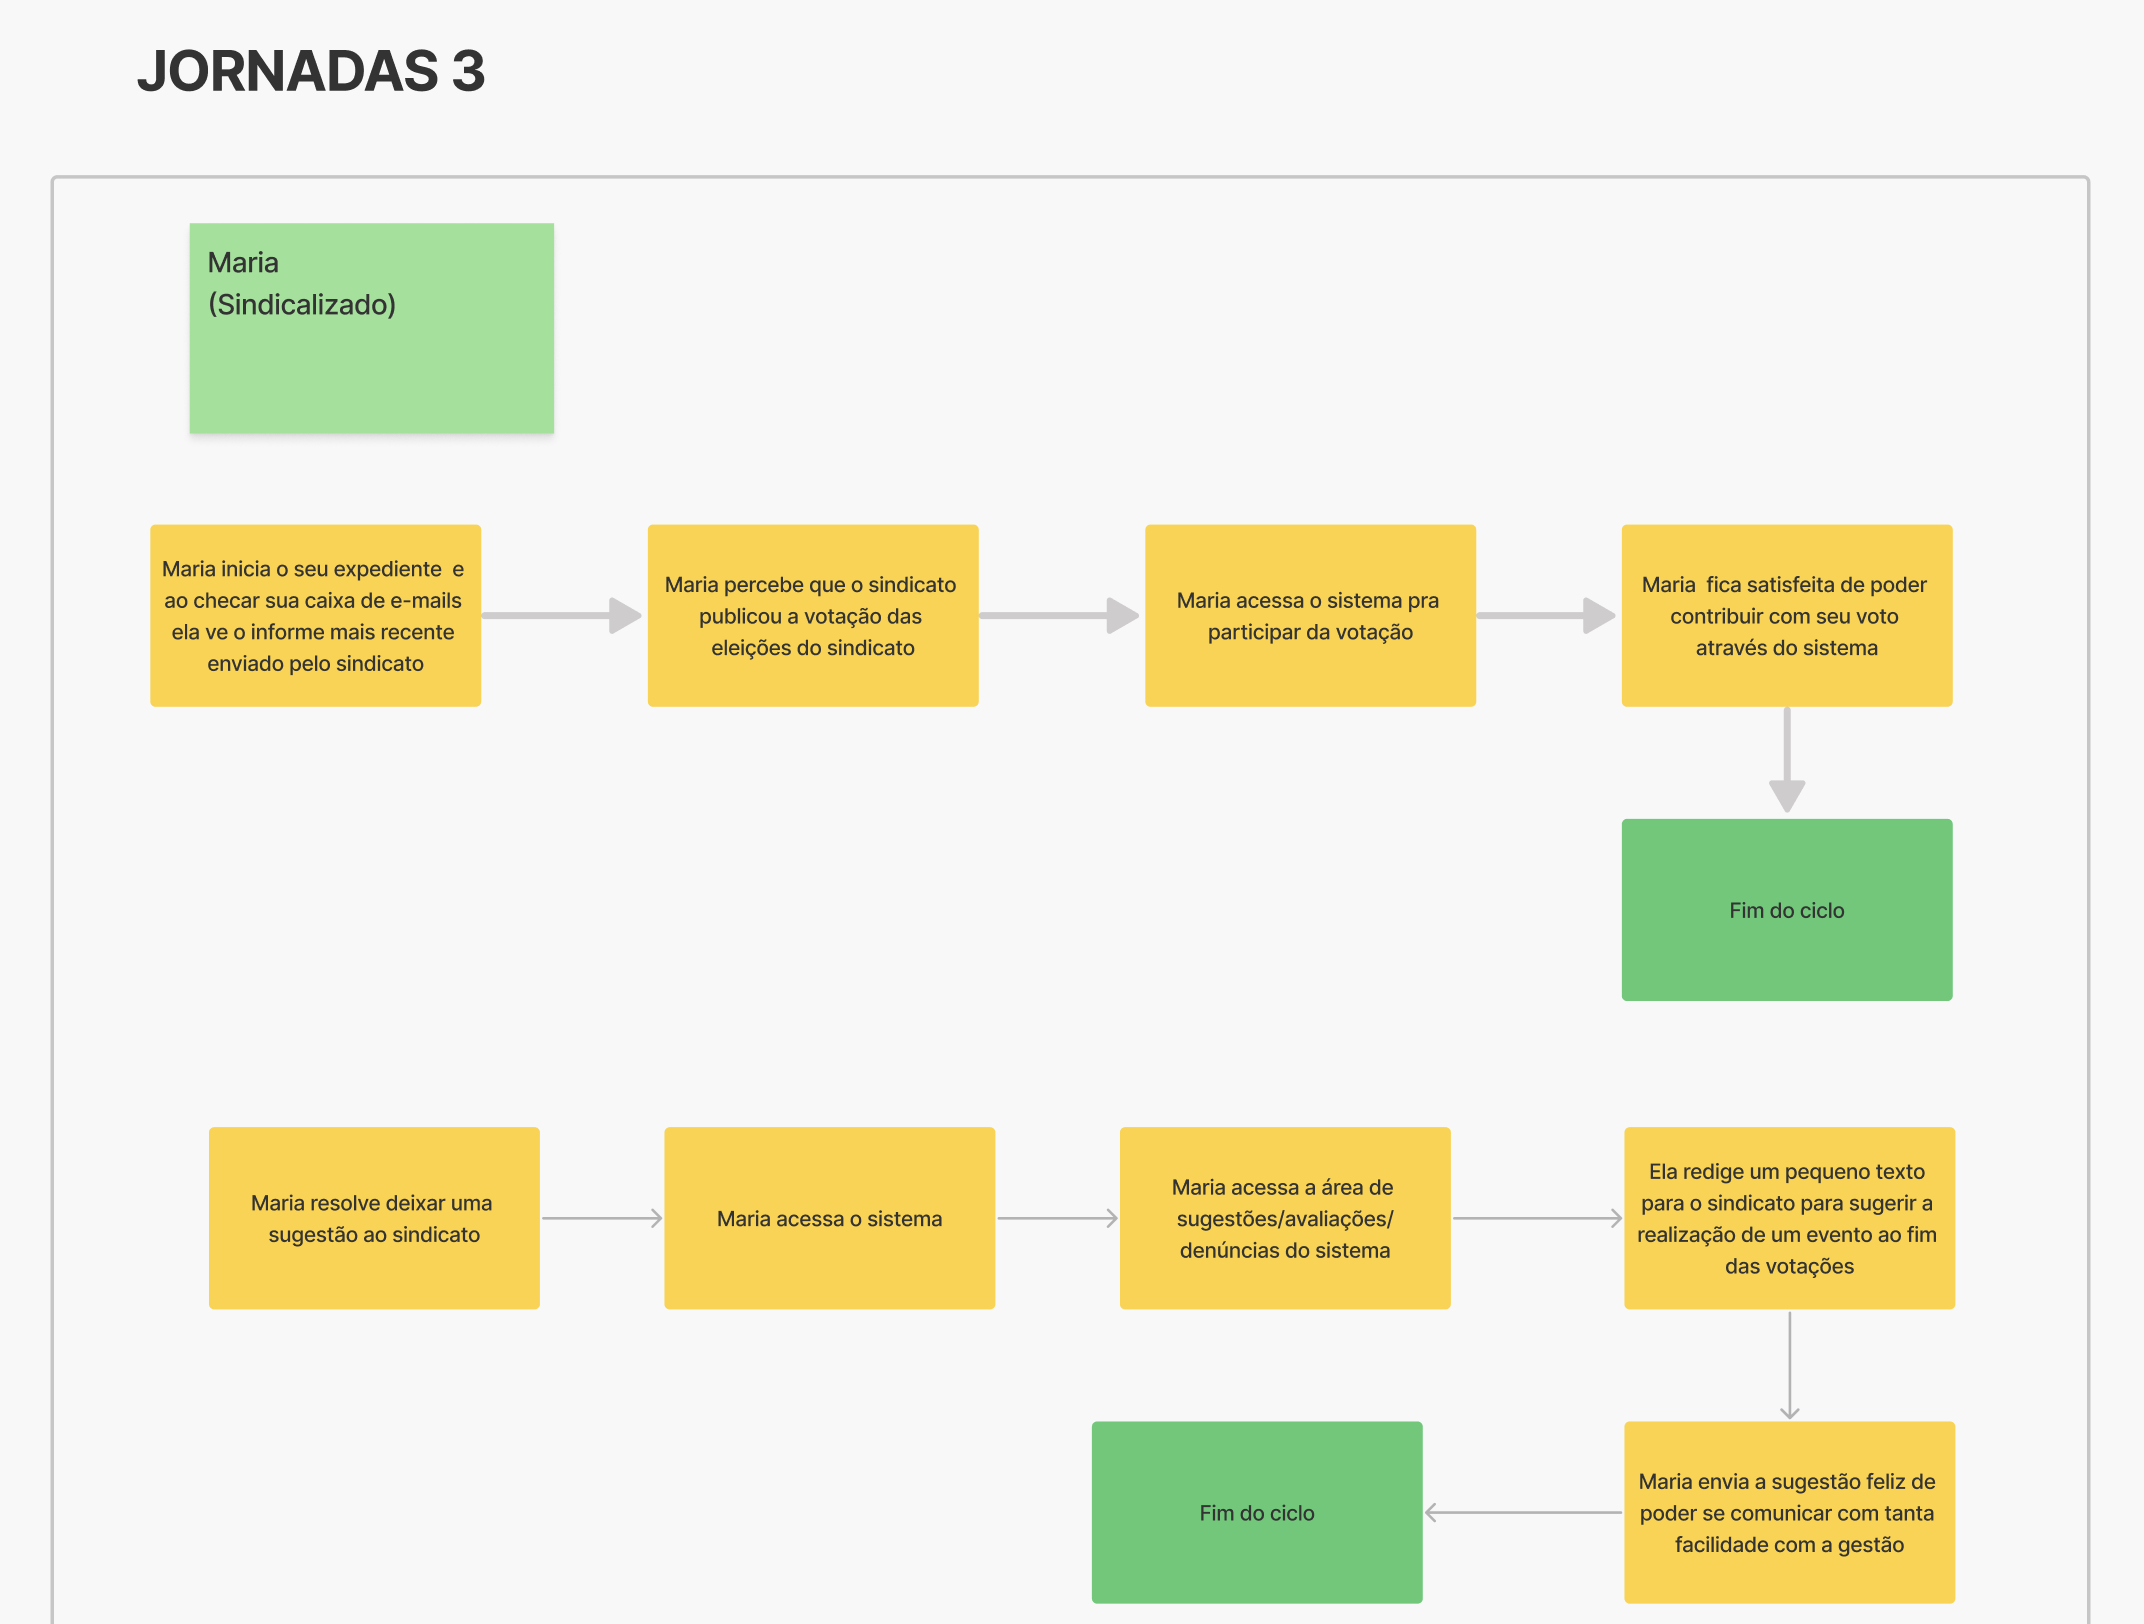 JORNADAS 3
Maria
(Sindicalizado)
Maria inicia o seu expediente  e
ao checar sua caixa de e-mails
ela ve o informe mais recente
enviado pelo sindicato
Maria percebe que o sindicato
publicou a votação das
eleições do sindicato
Maria acessa o sistema pra
participar da votação
Maria  fica satisfeita de poder
contribuir com seu voto
através do sistema
Fim do ciclo
Maria resolve deixar uma
sugestão ao sindicato
Maria acessa o sistema
Maria acessa a área de
sugestões/avaliações/
denúncias do sistema
Ela redige um pequeno texto
para o sindicato para sugerir a
realização de um evento ao fim
das votações
Maria envia a sugestão feliz de
poder se comunicar com tanta
facilidade com a gestão
Fim do ciclo